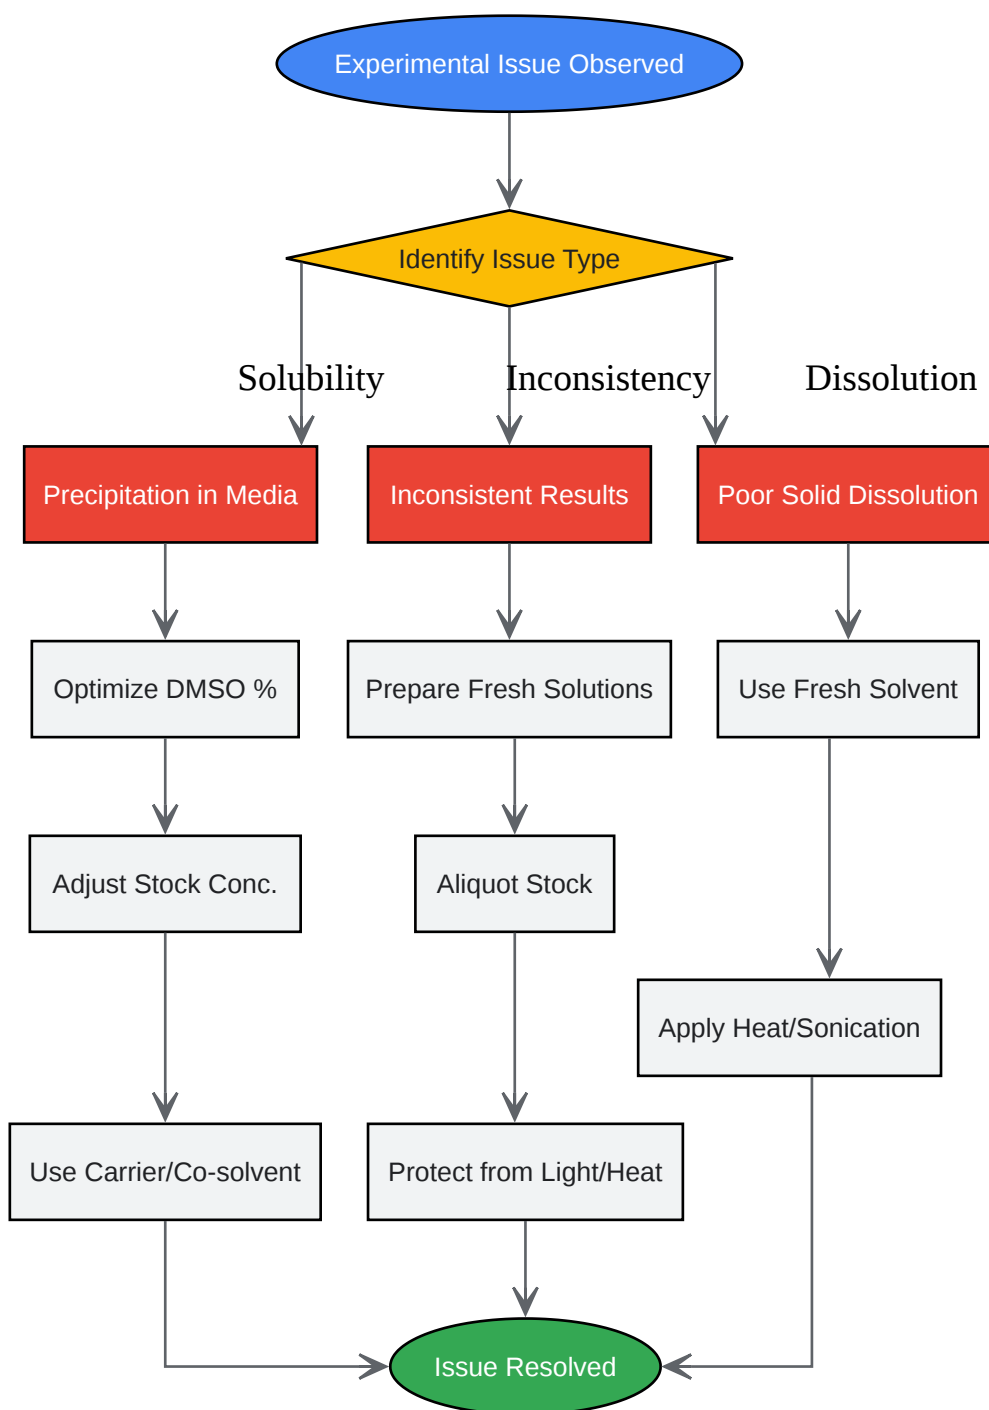 Experimental Issue Observed
Identify Issue Type
Solubility
Inconsistency
Dissolution
Precipitation in Media
Inconsistent Results
Poor Solid Dissolution
Optimize DMSO %
Prepare Fresh Solutions
Use Fresh Solvent
Adjust Stock Conc.
Aliquot Stock
Apply Heat/Sonication
Use Carrier/Co-solvent
Protect from Light/Heat
Issue Resolved